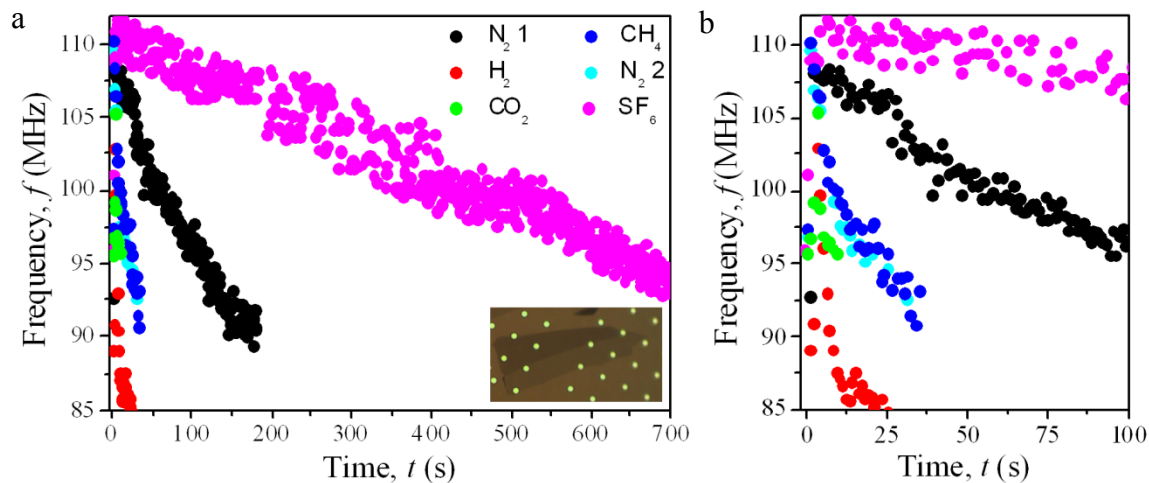 a
Frequency, f (MHz)
110
105
100
95
90
85
N₂ 1
H₂
CO₂
CH₄
N₂ 2
SF₆
0 100 200 300 400 500 600 700
Time, t (s)
b
Frequency, f (MHz)
110
105
100
95
90
85
0 25 50 75 100
Time, t (s)